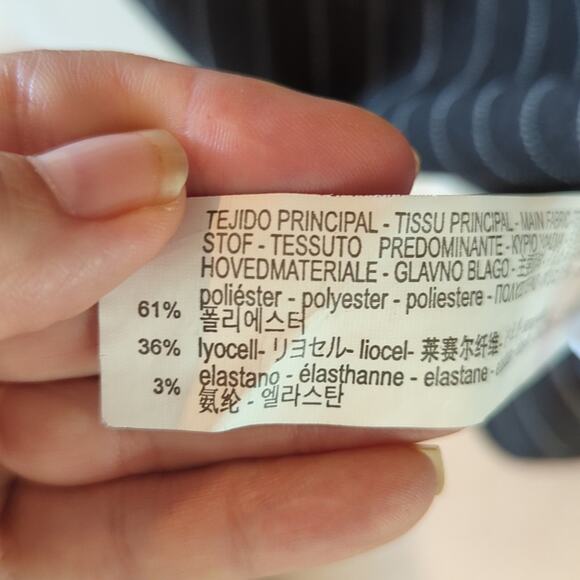 TEJIDO PRINCIPAL - TISSU PRINCIPAL - MAIN FABRIC
STOF - TESSUTO PREDOMINANTE - ΚΥΡΙΟ
HOVEDMATERIALE - GLAVNO BLAGO -
61% poliéster - polyester - poliestere -
폴리에스터
36% lyocell- リヨセル- liocel- 莱赛尔纤维-
3% elastano - élasthanne - elastane -
氨纶 - 엘라스탄